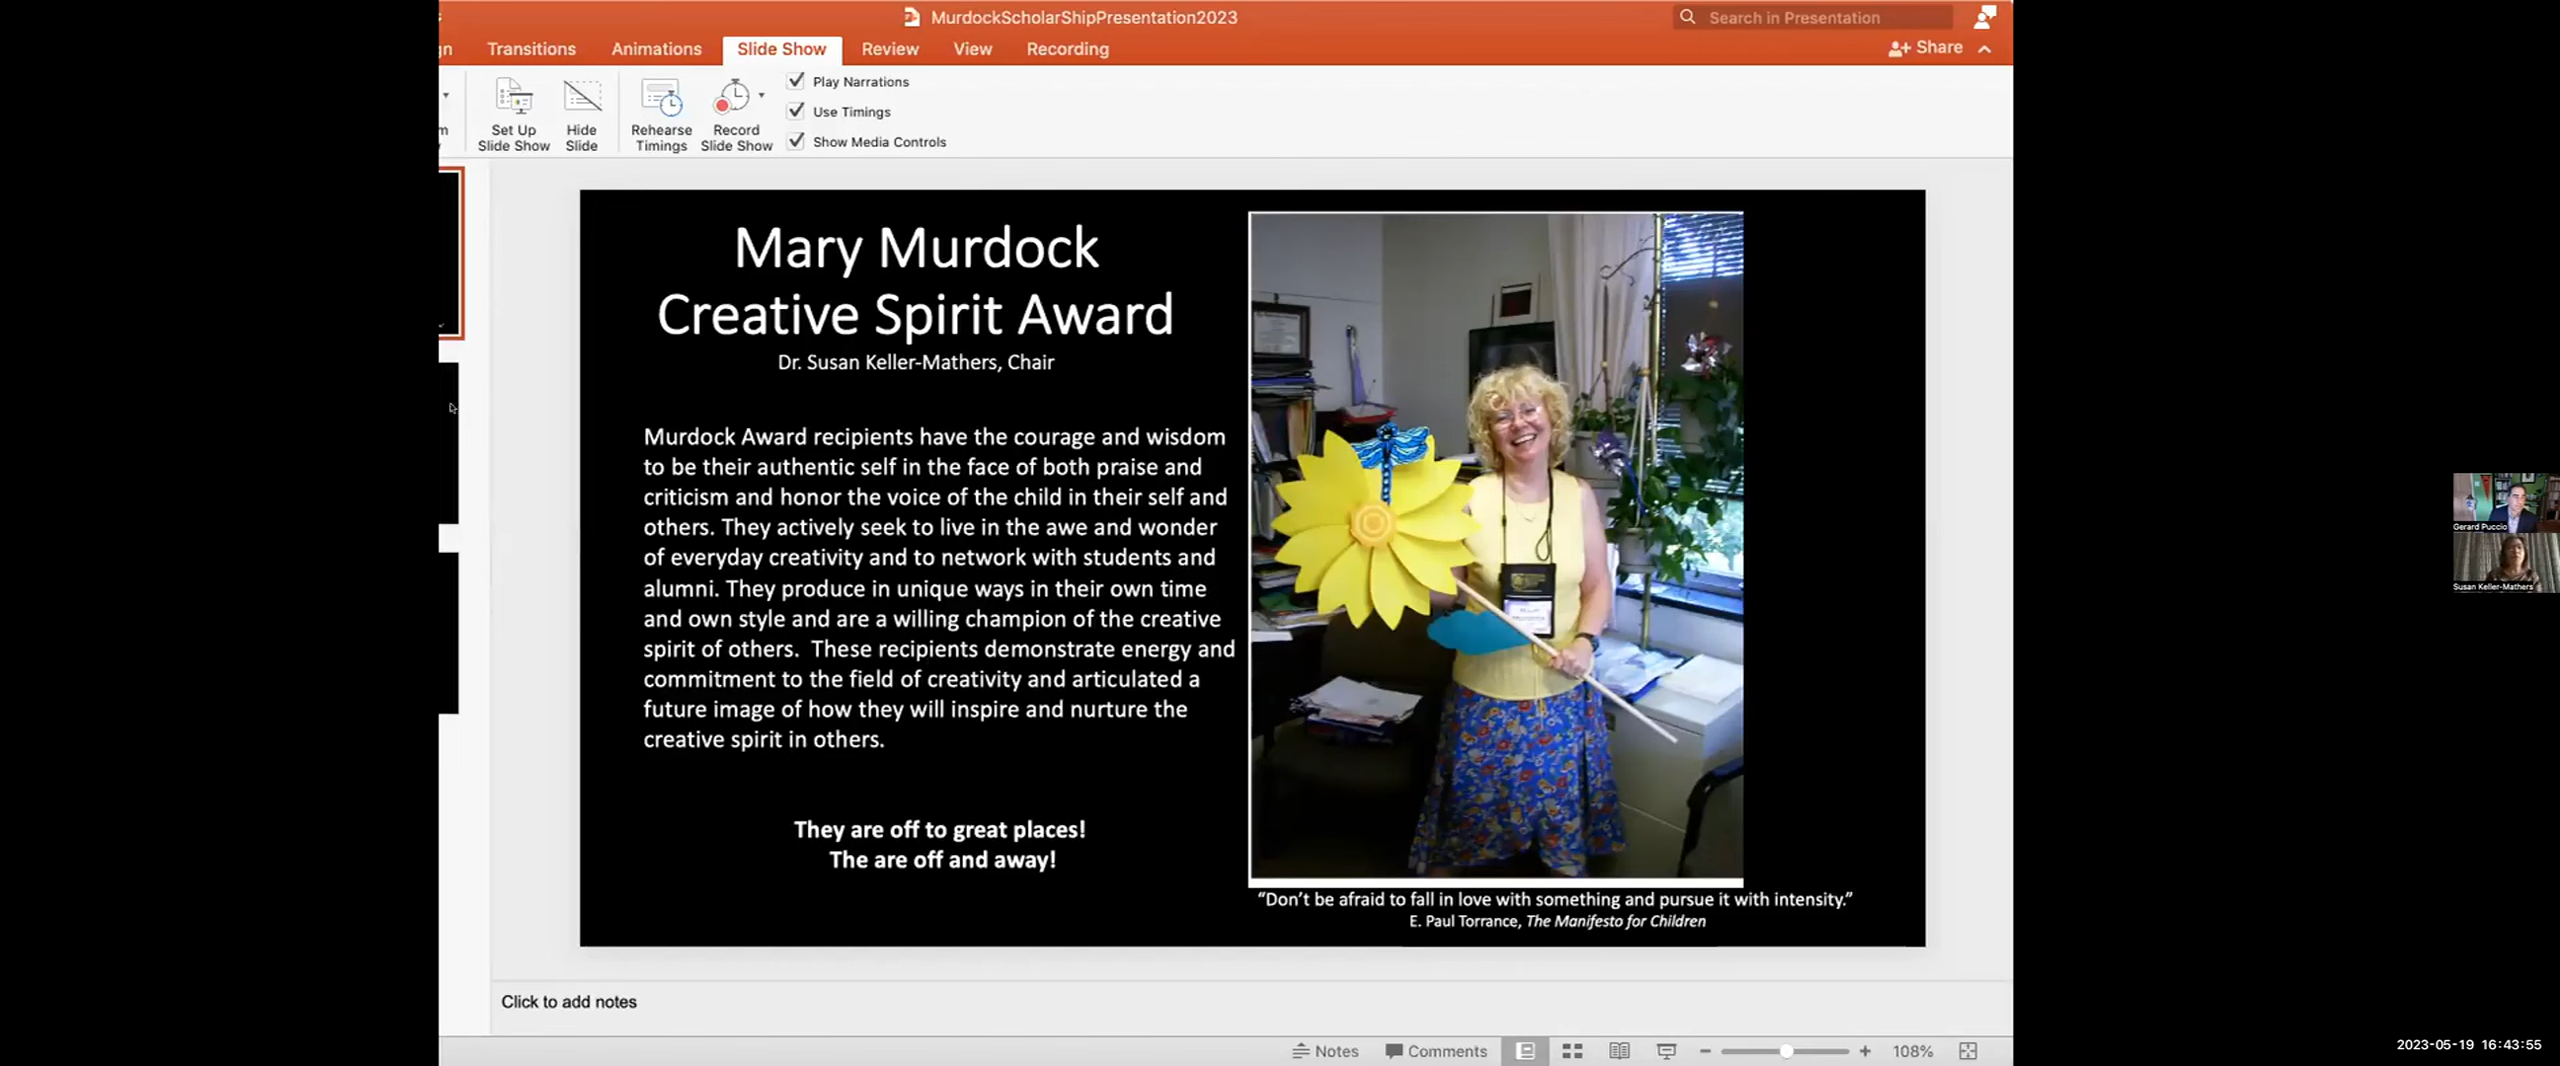 MurdockScholarShipPresentation2023
Search in Presentation
Transitions
Animations
Slide Show
Review
View
Recording
Share
Set Up
Slide Show
Hide
Slide
Rehearse
Timings
Record
Slide Show
Play Narrations
Use Timings
Show Media Controls
Mary Murdock
Creative Spirit Award
Dr. Susan Keller-Mathers, Chair
Murdock Award recipients have the courage and wisdom
to be their authentic self in the face of both praise and
criticism and honor the voice of the child in their self and
others. They actively seek to live in the awe and wonder
of everyday creativity and to network with students and
alumni. They produce in unique ways in their own time
and own style and are a willing champion of the creative
spirit of others.  These recipients demonstrate energy and
commitment to the field of creativity and articulated a
future image of how they will inspire and nurture the
creative spirit in others.
They are off to great places!
The are off and away!
“Don’t be afraid to fall in love with something and pursue it with intensity.”
E. Paul Torrance, The Manifesto for Children
Gerard Puccio
Susan Keller-Mathers
Click to add notes
Notes
Comments
108%
2023-05-19 16:43:55